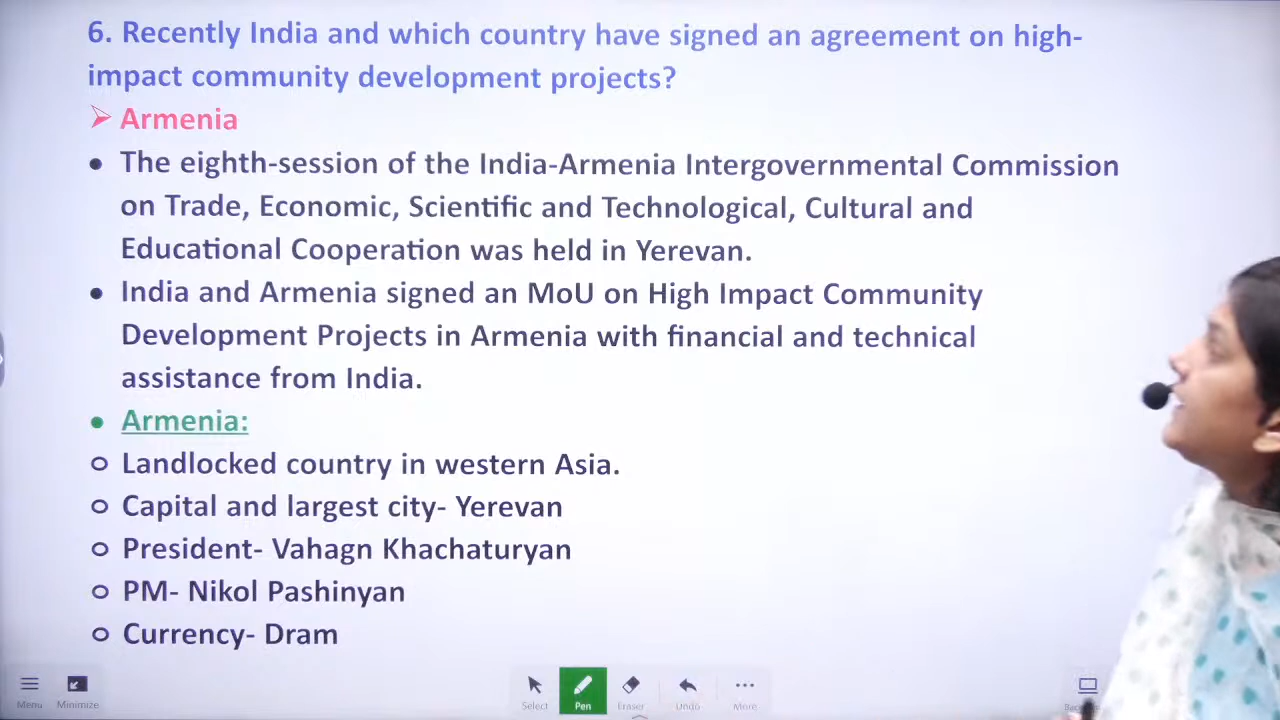 6. Recently India and which country have signed an agreement on high-
impact community development projects?
➢ Armenia
• The eighth-session of the India-Armenia Intergovernmental Commission
on Trade, Economic, Scientific and Technological, Cultural and
Educational Cooperation was held in Yerevan.
• India and Armenia signed an MoU on High Impact Community
Development Projects in Armenia with financial and technical
assistance from India.
• Armenia:
o Landlocked country in western Asia.
o Capital and largest city- Yerevan
o President- Vahagn Khachaturyan
o PM- Nikol Pashinyan
o Currency- Dram
Menu Minimize Select Pen Eraser Undo More